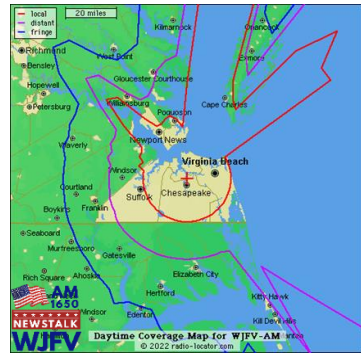 local
distant
fringe
20 miles
Kilmarnock
Onancock
Richmond
West Point
Exmore
Bensley
Gloucester Courthouse
Hopewell
Williamsburg
Cape Charles
Petersburg
Poquoson
Newport News
Waverly
Virginia Beach
Windsor
Courtland
Suffolk
Chesapeake
Franklin
Boykins
Seaboard
Murfreesboro
Gatesville
Rich Square
Ahoskie
Elizabeth City
AM
1650
Hertford
Kitty Hawk
NEWSTALK
Windsor
Edenton
Kill Devil Hills
WJFV
Daytime Coverage Map for WJFV-AM
© 2022 radio-locator.com